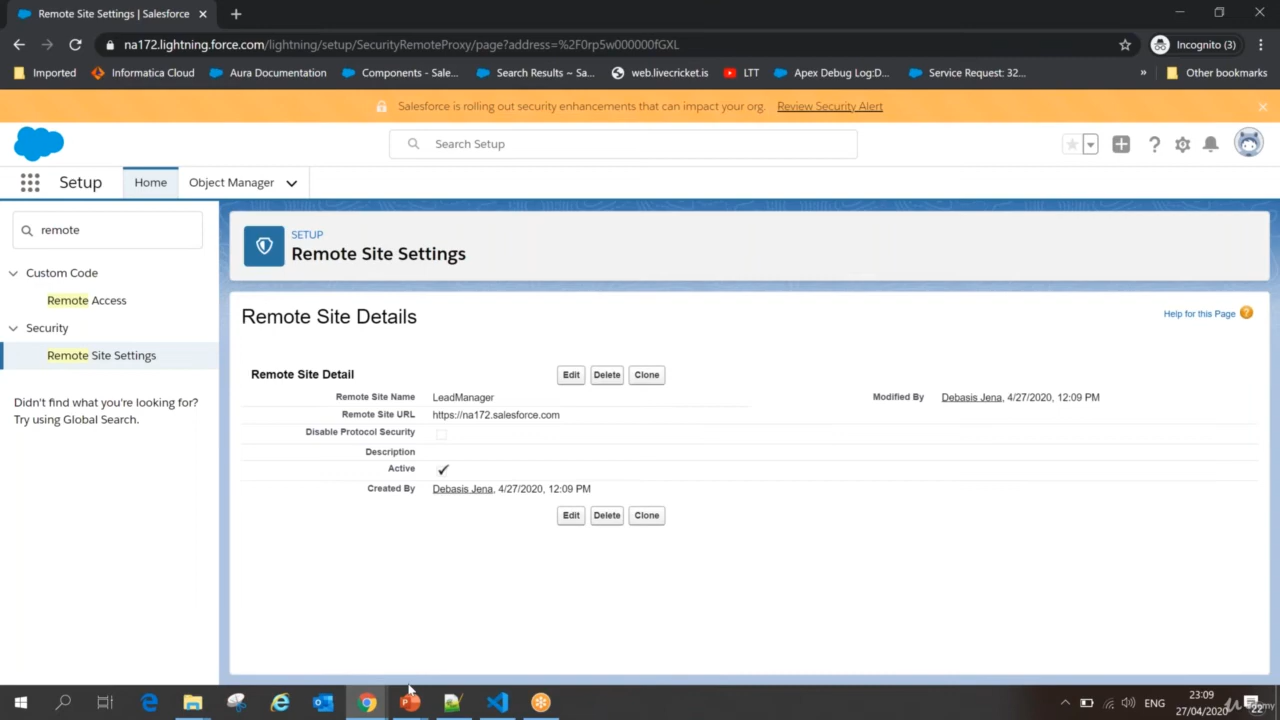 Remote Site Settings | Salesforce
na172.lightning.force.com/lightning/setup/SecurityRemoteProxy/page?address=%2F0rp5w000000fGXL
Incognito (3)
Imported
Informatica Cloud
Aura Documentation
Components - Sale...
Search Results ~ Sa...
web.livecricket.is
LTT
Apex Debug Log:D...
Service Request: 32...
»
Other bookmarks
Salesforce is rolling out security enhancements that can impact your org. Review Security Alert
Search Setup
Setup
Home
Object Manager
remote
Custom Code
Remote Access
Security
Remote Site Settings
Didn't find what you're looking for?
Try using Global Search.
SETUP
Remote Site Settings
Remote Site Details
Help for this Page
Remote Site Detail
Edit Delete Clone
Remote Site Name LeadManager
Modified By Debasis Jena, 4/27/2020, 12:09 PM
Remote Site URL https://na172.salesforce.com
Disable Protocol Security
Description
Active
Created By Debasis Jena, 4/27/2020, 12:09 PM
Edit Delete Clone
ENG
23:09
27/04/2020
22